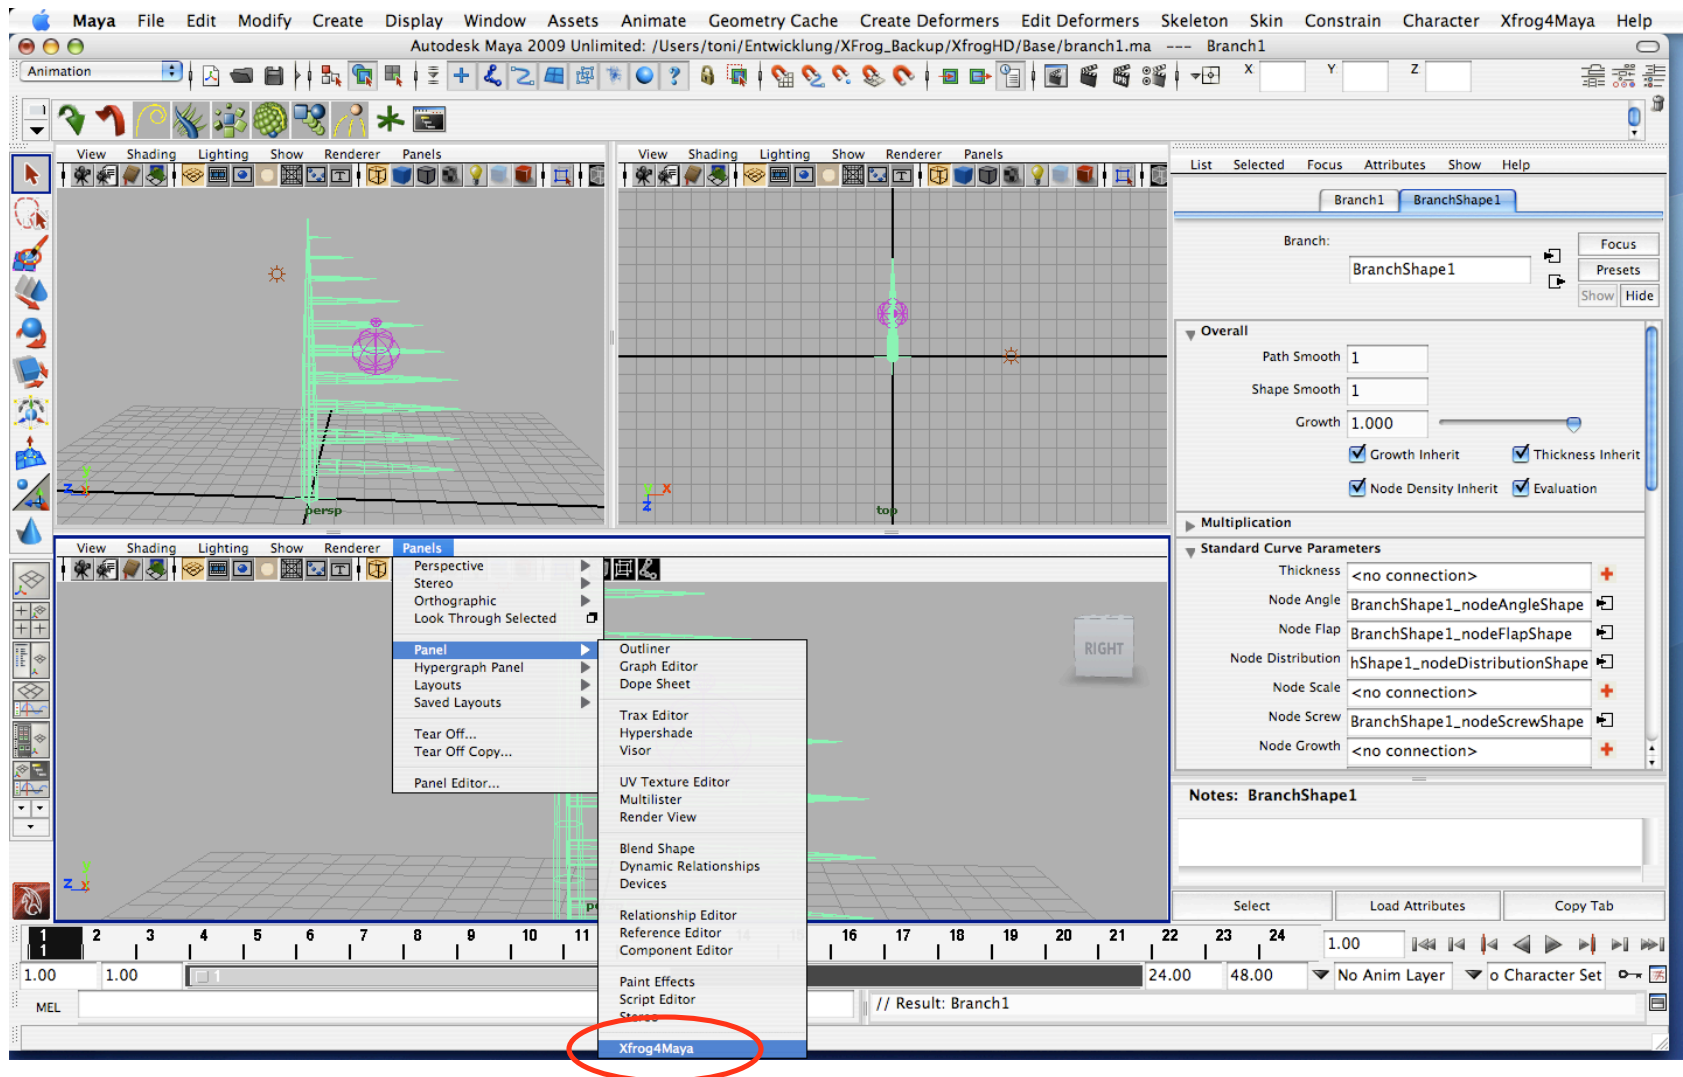 Maya File Edit Modify Create Display Window Assets Animate Geometry Cache Create Deformers Edit Deformers Skeleton Skin Constrain Character Xfrog4Maya Help
Autodesk Maya 2009 Unlimited: /Users/toni/Entwicklung/XFrog_Backup/XfrogHD/Base/branch1.ma --- Branch1
Animation X Y Z
View Shading Lighting Show Renderer Panels
View Shading Lighting Show Renderer Panels
List Selected Focus Attributes Show Help
Branch1 BranchShape1
Branch:
BranchShape1
Focus
Presets
Show Hide
Overall
Path Smooth 1
Shape Smooth 1
Growth 1.000
Growth Inherit Thickness Inherit
Node Density Inherit Evaluation
Multiplication
Standard Curve Parameters
Thickness <no connection>
Node Angle BranchShape1_nodeAngleShape
Node Flap BranchShape1_nodeFlapShape
Node Distribution hShape1_nodeDistributionShape
Node Scale <no connection>
Node Screw BranchShape1_nodeScrewShape
Node Growth <no connection>
Notes: BranchShape1
Select Load Attributes Copy Tab
y
z x
persp
y x
z
top
View Shading Lighting Show Renderer Panels
Perspective
Stereo
Orthographic
Look Through Selected
Panel
Hypergraph Panel
Layouts
Saved Layouts
Tear Off...
Tear Off Copy...
Panel Editor...
Outliner
Graph Editor
Dope Sheet
Trax Editor
Hypershade
Visor
UV Texture Editor
Multilister
Render View
Blend Shape
Dynamic Relationships
Devices
Relationship Editor
Reference Editor
Component Editor
Paint Effects
Script Editor
Stereo
Xfrog4Maya
RIGHT
y
z x
pe
1 2 3 4 5 6 7 8 9 10 11 14 16 17 18 19 20 21 22 23 24
1
1.00
1.00 1.00 1 24.00 48.00 No Anim Layer o Character Set
MEL // Result: Branch1